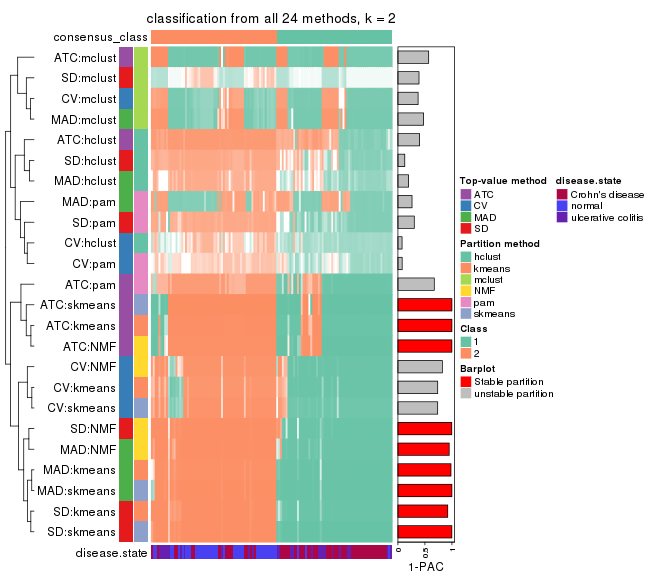 classification from all 24 methods, k = 2
consensus_class
ATC:mclust
SD:mclust
CV:mclust
MAD:mclust
ATC:hclust
SD:hclust
MAD:hclust
MAD:pam
SD:pam
CV:hclust
CV:pam
ATC:pam
ATC:skmeans
ATC:kmeans
ATC:NMF
CV:NMF
CV:kmeans
CV:skmeans
SD:NMF
MAD:NMF
MAD:kmeans
MAD:skmeans
SD:kmeans
SD:skmeans
disease.state
0
0.5
1
1-PAC
Top-value method
ATC
CV
MAD
SD
Partition method
hclust
kmeans
mclust
NMF
pam
skmeans
Class
1
2
Barplot
Stable partition
unstable partition
disease.state
Crohn's disease
normal
ulcerative colitis